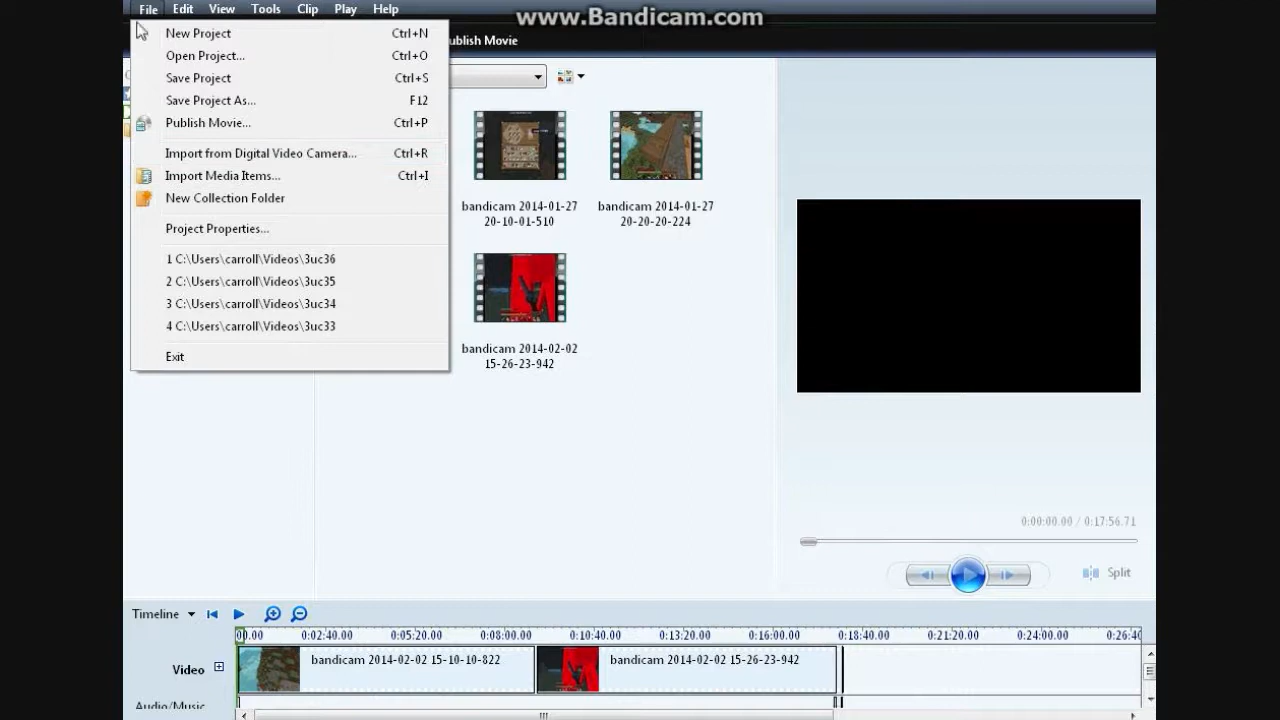 www.Bandicam.com
File Edit View Tools Clip Play Help
ublish Movie
New Project Ctrl+N
Open Project... Ctrl+O
Save Project Ctrl+S
Save Project As... F12
Publish Movie... Ctrl+P
Import from Digital Video Camera... Ctrl+R
Import Media Items... Ctrl+I
New Collection Folder
Project Properties...
1 C:\Users\carroll\Videos\3uc36
2 C:\Users\carroll\Videos\3uc35
3 C:\Users\carroll\Videos\3uc34
4 C:\Users\carroll\Videos\3uc33
Exit
bandicam 2014-01-27
20-10-01-510
bandicam 2014-01-27
20-20-20-224
bandicam 2014-02-02
15-26-23-942
0:00:00.00 / 0:17:56.71
Split
Timeline
00.00 0:02:40.00 0:05:20.00 0:08:00.00 0:10:40.00 0:13:20.00 0:16:00.00 0:18:40.00 0:21:20.00 0:24:00.00 0:26:40
Video
bandicam 2014-02-02 15-10-10-822
bandicam 2014-02-02 15-26-23-942
Audio/Music